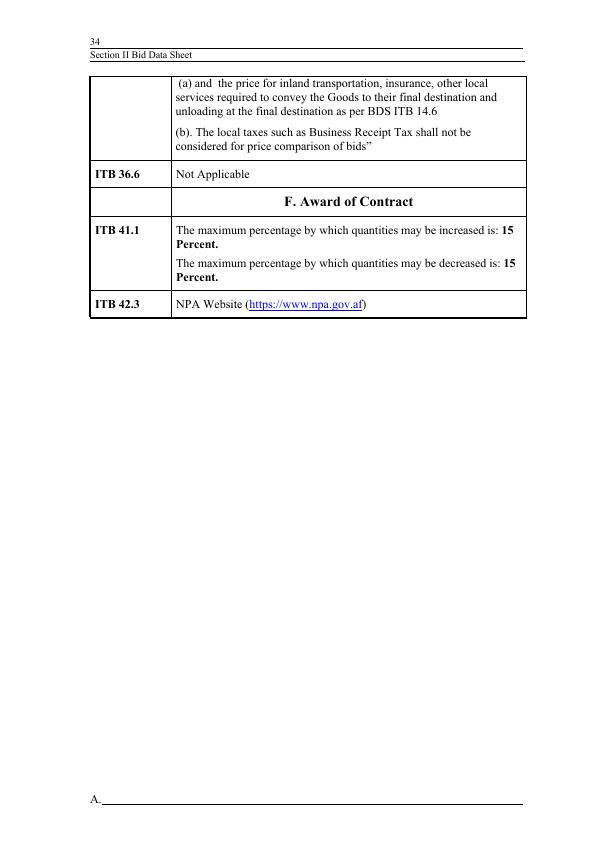 34
Section II Bid Data Sheet
(a) and  the price for inland transportation, insurance, other local
services required to convey the Goods to their final destination and
unloading at the final destination as per BDS ITB 14.6
(b). The local taxes such as Business Receipt Tax shall not be
considered for price comparison of bids”
ITB 36.6 Not Applicable
F. Award of Contract
ITB 41.1 The maximum percentage by which quantities may be increased is: 15
Percent.
The maximum percentage by which quantities may be decreased is: 15
Percent.
ITB 42.3 NPA Website (https://www.npa.gov.af)
A.